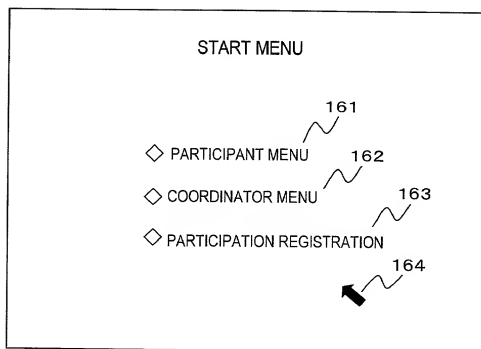 START MENU
161
◇ PARTICIPANT MENU
162
◇ COORDINATOR MENU
163
◇ PARTICIPATION REGISTRATION
164